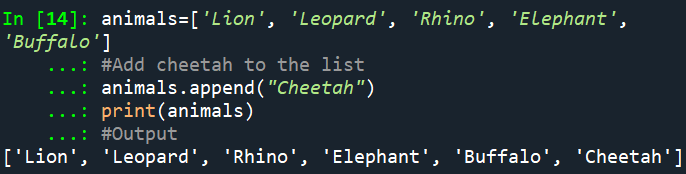 In [14]: animals=['Lion', 'Leopard', 'Rhino', 'Elephant',
'Buffalo']
...: #Add cheetah to the list
...: animals.append("Cheetah")
...: print(animals)
...: #Output
['Lion', 'Leopard', 'Rhino', 'Elephant', 'Buffalo', 'Cheetah']